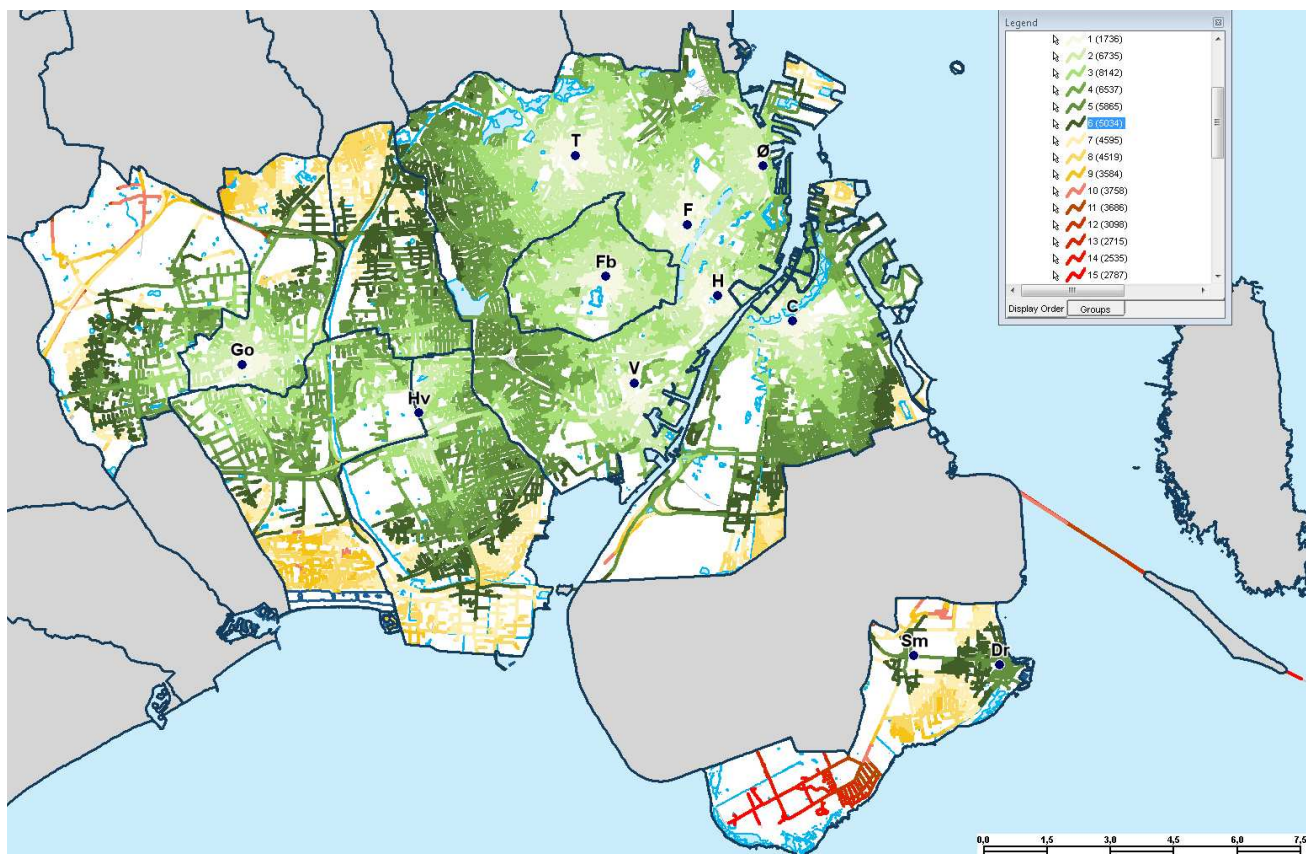 Legend
1 (1736)
2 (6735)
3 (8142)
4 (6537)
5 (5865)
6 (5034)
7 (4595)
8 (4519)
9 (3584)
10 (3758)
11 (3686)
12 (3098)
13 (2715)
14 (2535)
15 (2787)
Display Order Groups
T
Ø
F
Fb
H
C
Go
V
Hv
Sm
Dr
0,0 1,5 3,0 4,5 6,0 7,5